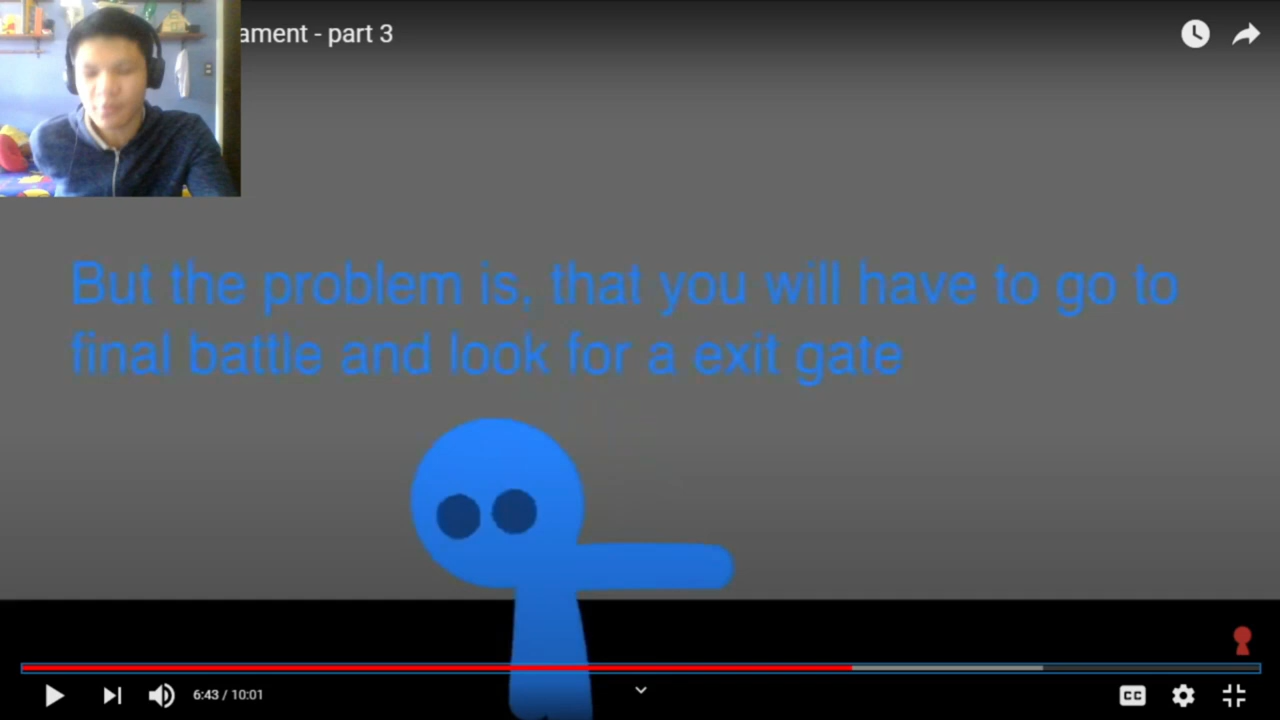 ament - part 3
But the problem is, that you will have to go to
final battle and look for a exit gate
6:43 / 10:01
CC